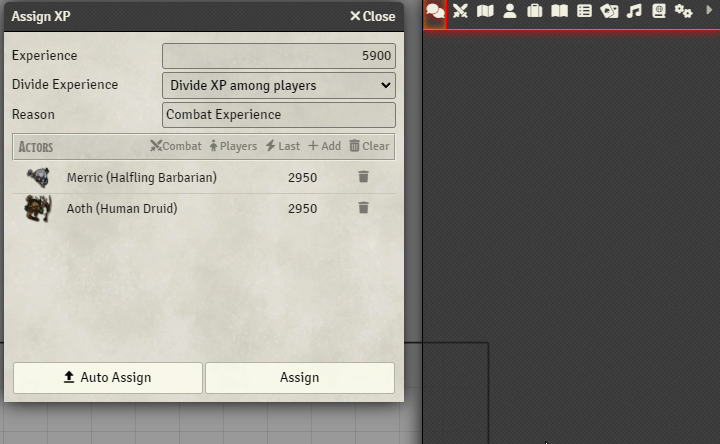 Assign XP Close
Experience 5900
Divide Experience Divide XP among players
Reason Combat Experience
Actors Combat Players Last Add Clear
Merric (Halfling Barbarian) 2950
Aoth (Human Druid) 2950
Auto Assign Assign